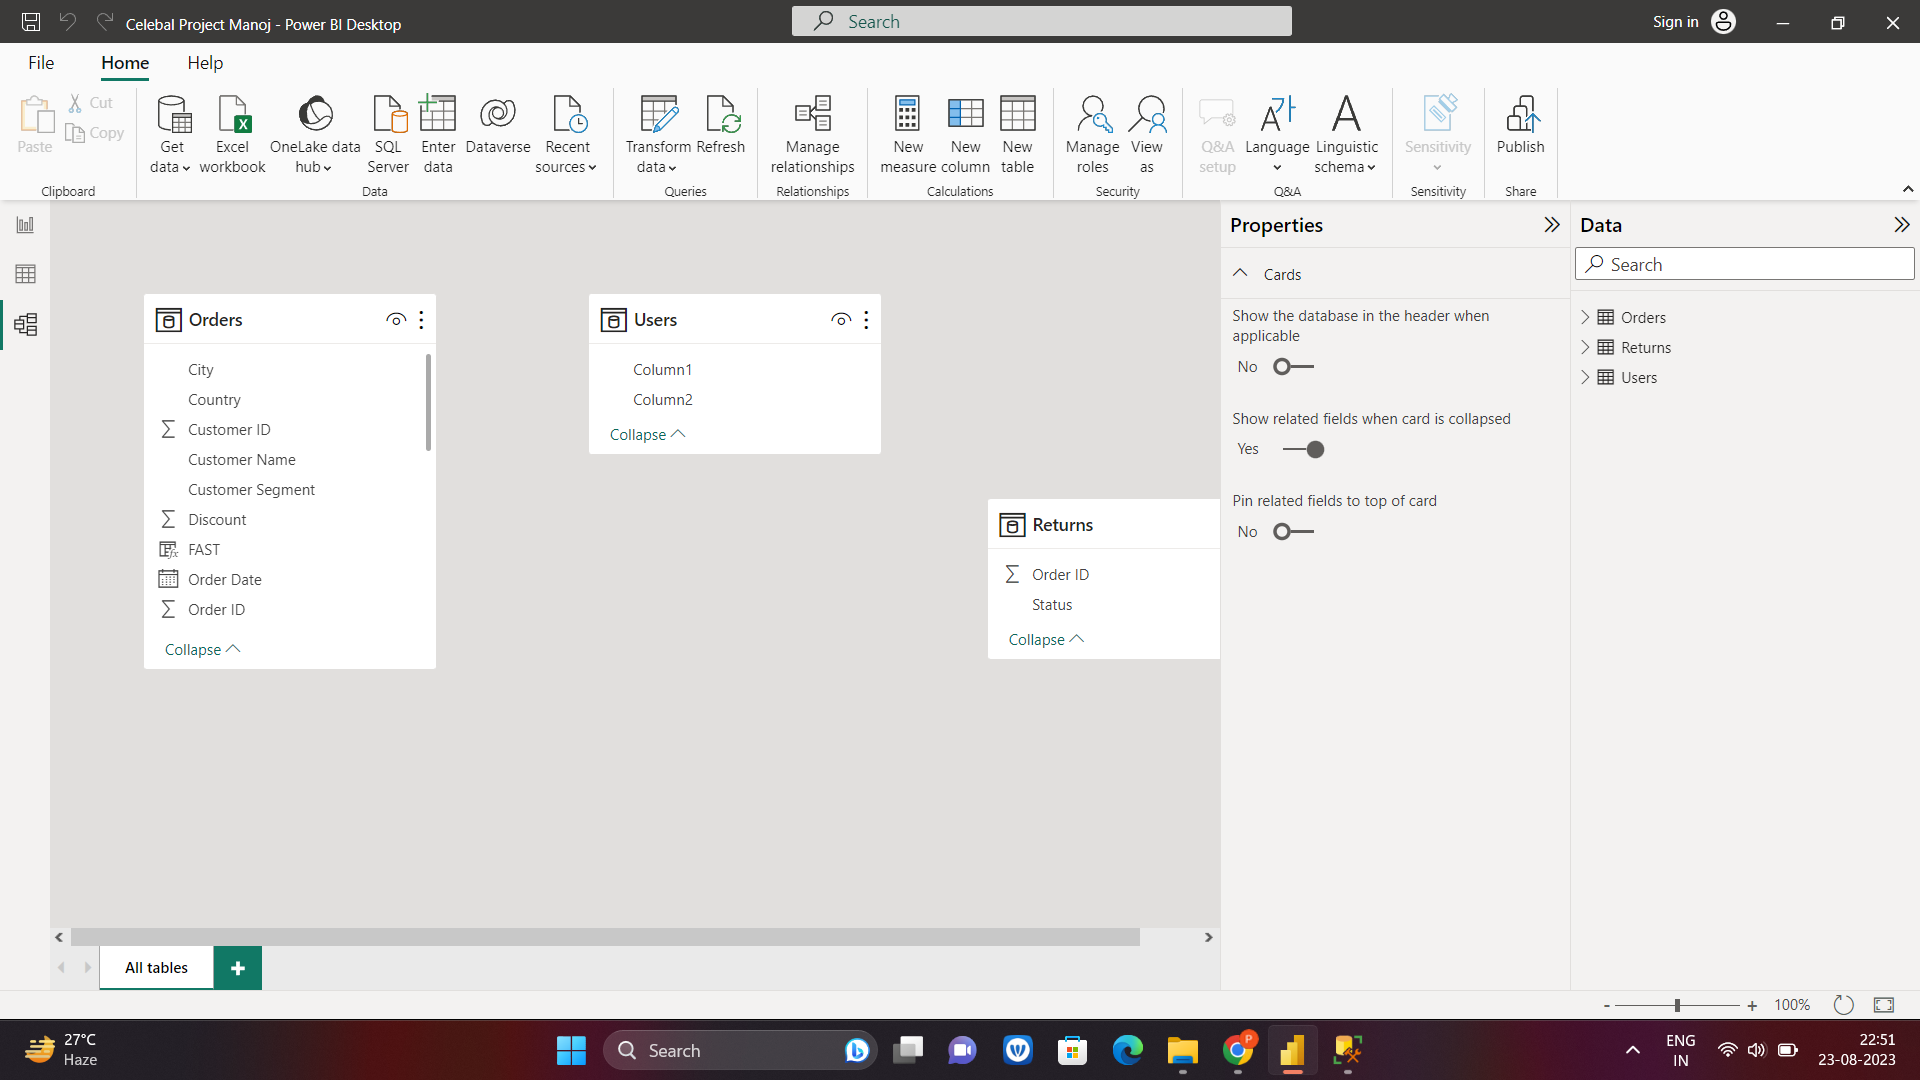 Celebal Project Manoj - Power BI Desktop
Search
Sign in
File
Home
Help
Paste
Cut
Copy
Clipboard
Get data
Excel workbook
OneLake data hub
SQL Server
Enter data
Dataverse
Recent sources
Data
Transform data
Refresh
Queries
Manage relationships
Relationships
New measure
New column
New table
Calculations
Manage roles
View as
Security
Q&A setup
Language
Linguistic schema
Q&A
Sensitivity
Sensitivity
Publish
Share
Orders
City
Country
Customer ID
Customer Name
Customer Segment
Discount
FAST
Order Date
Order ID
Collapse
Users
Column1
Column2
Collapse
Returns
Order ID
Status
Collapse
Properties
Cards
Show the database in the header when
applicable
No
Show related fields when card is collapsed
Yes
Pin related fields to top of card
No
Data
Search
Orders
Returns
Users
All tables
- + 100%
27°C
Haze
Search
P
ENG
IN
22:51
23-08-2023